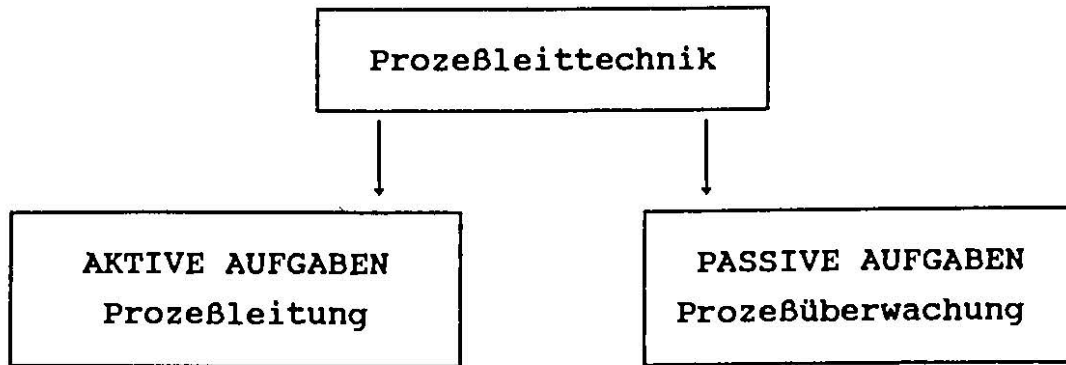 Prozeßleittechnik
AKTIVE AUFGABEN
Prozeßleitung
PASSIVE AUFGABEN
Prozeßüberwachung